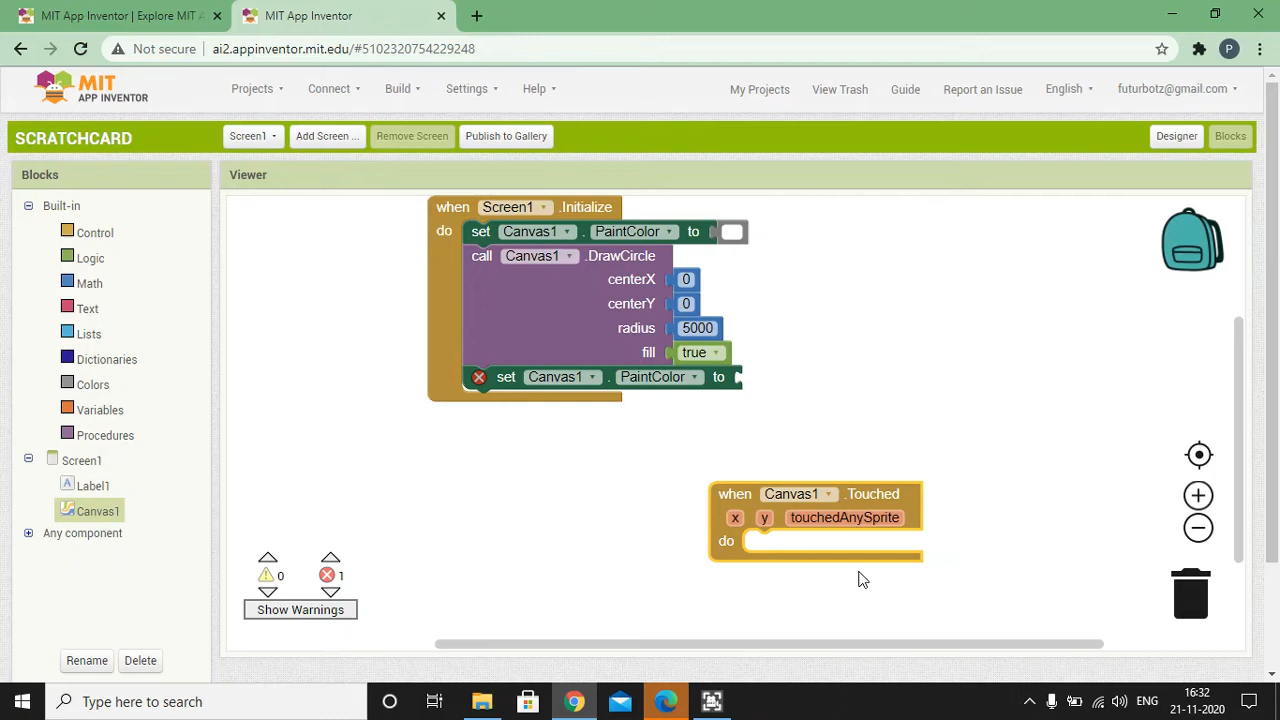 MIT App Inventor | Explore MIT A
MIT App Inventor
Not secure
ai2.appinventor.mit.edu/#5102320754229248
P
MIT
APP INVENTOR
Projects
Connect
Build
Settings
Help
My Projects
View Trash
Guide
Report an Issue
English
futurbotz@gmail.com
SCRATCHCARD
Screen1
Add Screen ...
Remove Screen
Publish to Gallery
Designer
Blocks
Blocks
Viewer
Built-in
Control
Logic
Math
Text
Lists
Dictionaries
Colors
Variables
Procedures
Screen1
Label1
Canvas1
Any component
Rename
Delete
when Screen1 .Initialize
do set Canvas1 . PaintColor to
call Canvas1 .DrawCircle
centerX 0
centerY 0
radius 5000
fill true
set Canvas1 . PaintColor to
when Canvas1 .Touched
x y touchedAnySprite
do
0 1
Show Warnings
Type here to search
ENG
16:32
21-11-2020